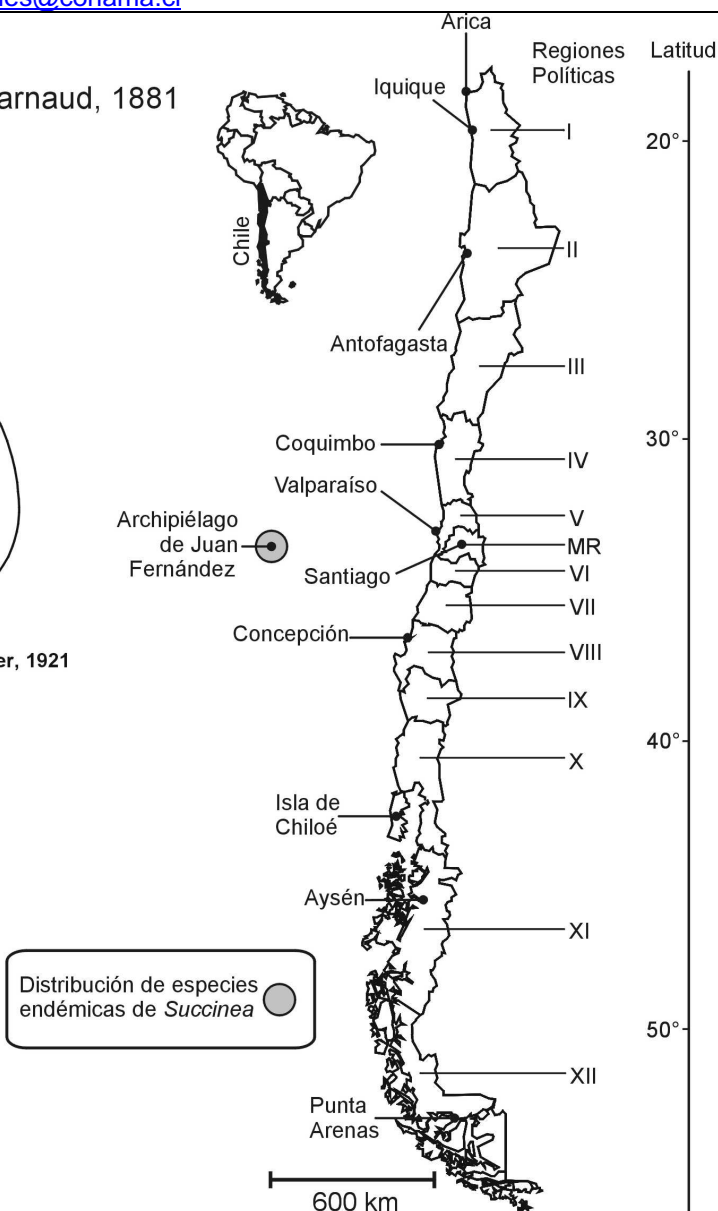 Arica
arnaud, 1881
Regiones
Políticas
Latitud
Iquique
I
20°
Chile
II
Antofagasta
III
Coquimbo
30°
IV
Valparaíso
V
Archipiélago
de Juan
Fernández
MR
Santiago
VI
VII
Concepción
VIII
er, 1921
IX
40°
X
Isla de
Chiloé
Aysén
XI
Distribución de especies
endémicas de Succinea
50°
XII
Punta
Arenas
600 km